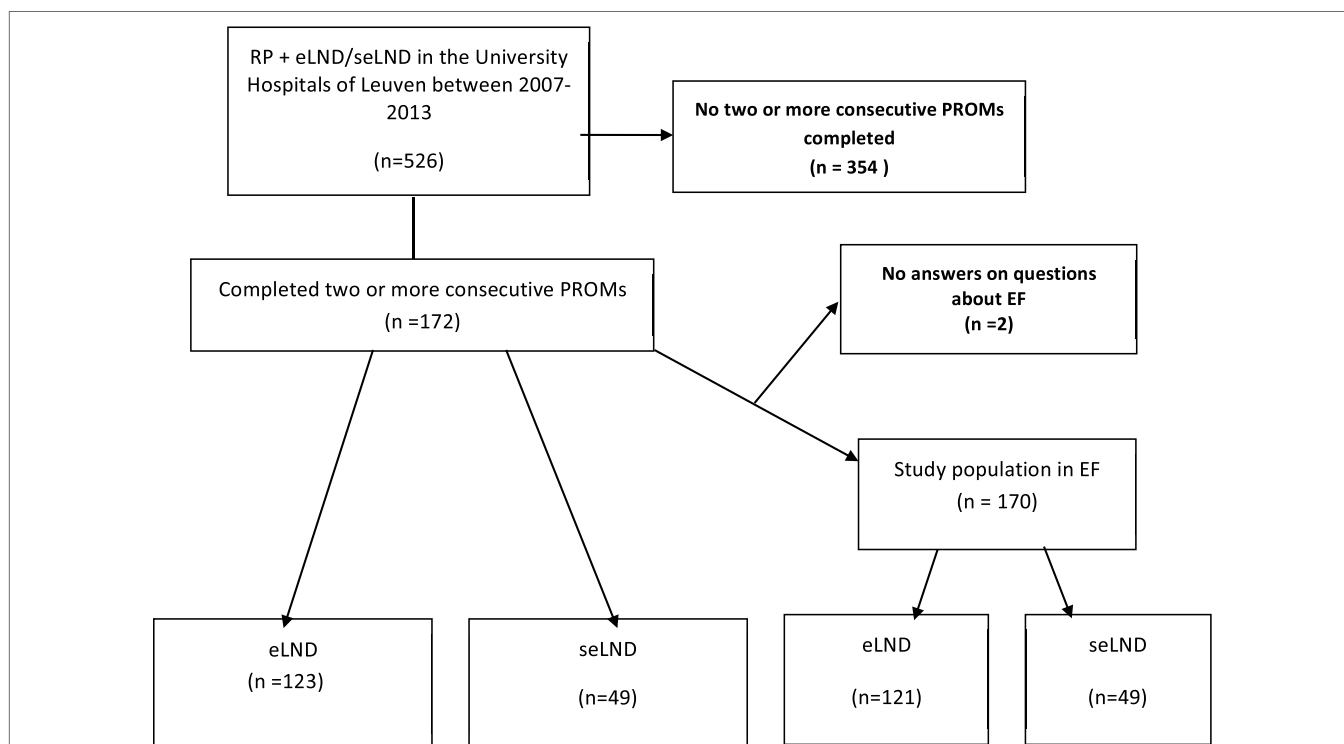 RP + eLND/seLND in the University
Hospitals of Leuven between 2007-
2013
(n=526)
No two or more consecutive PROMs
completed
(n = 354 )
Completed two or more consecutive PROMs
(n =172)
No answers on questions
about EF
(n =2)
Study population in EF
(n = 170)
eLND
(n =123)
seLND
(n=49)
eLND
(n=121)
seLND
(n=49)